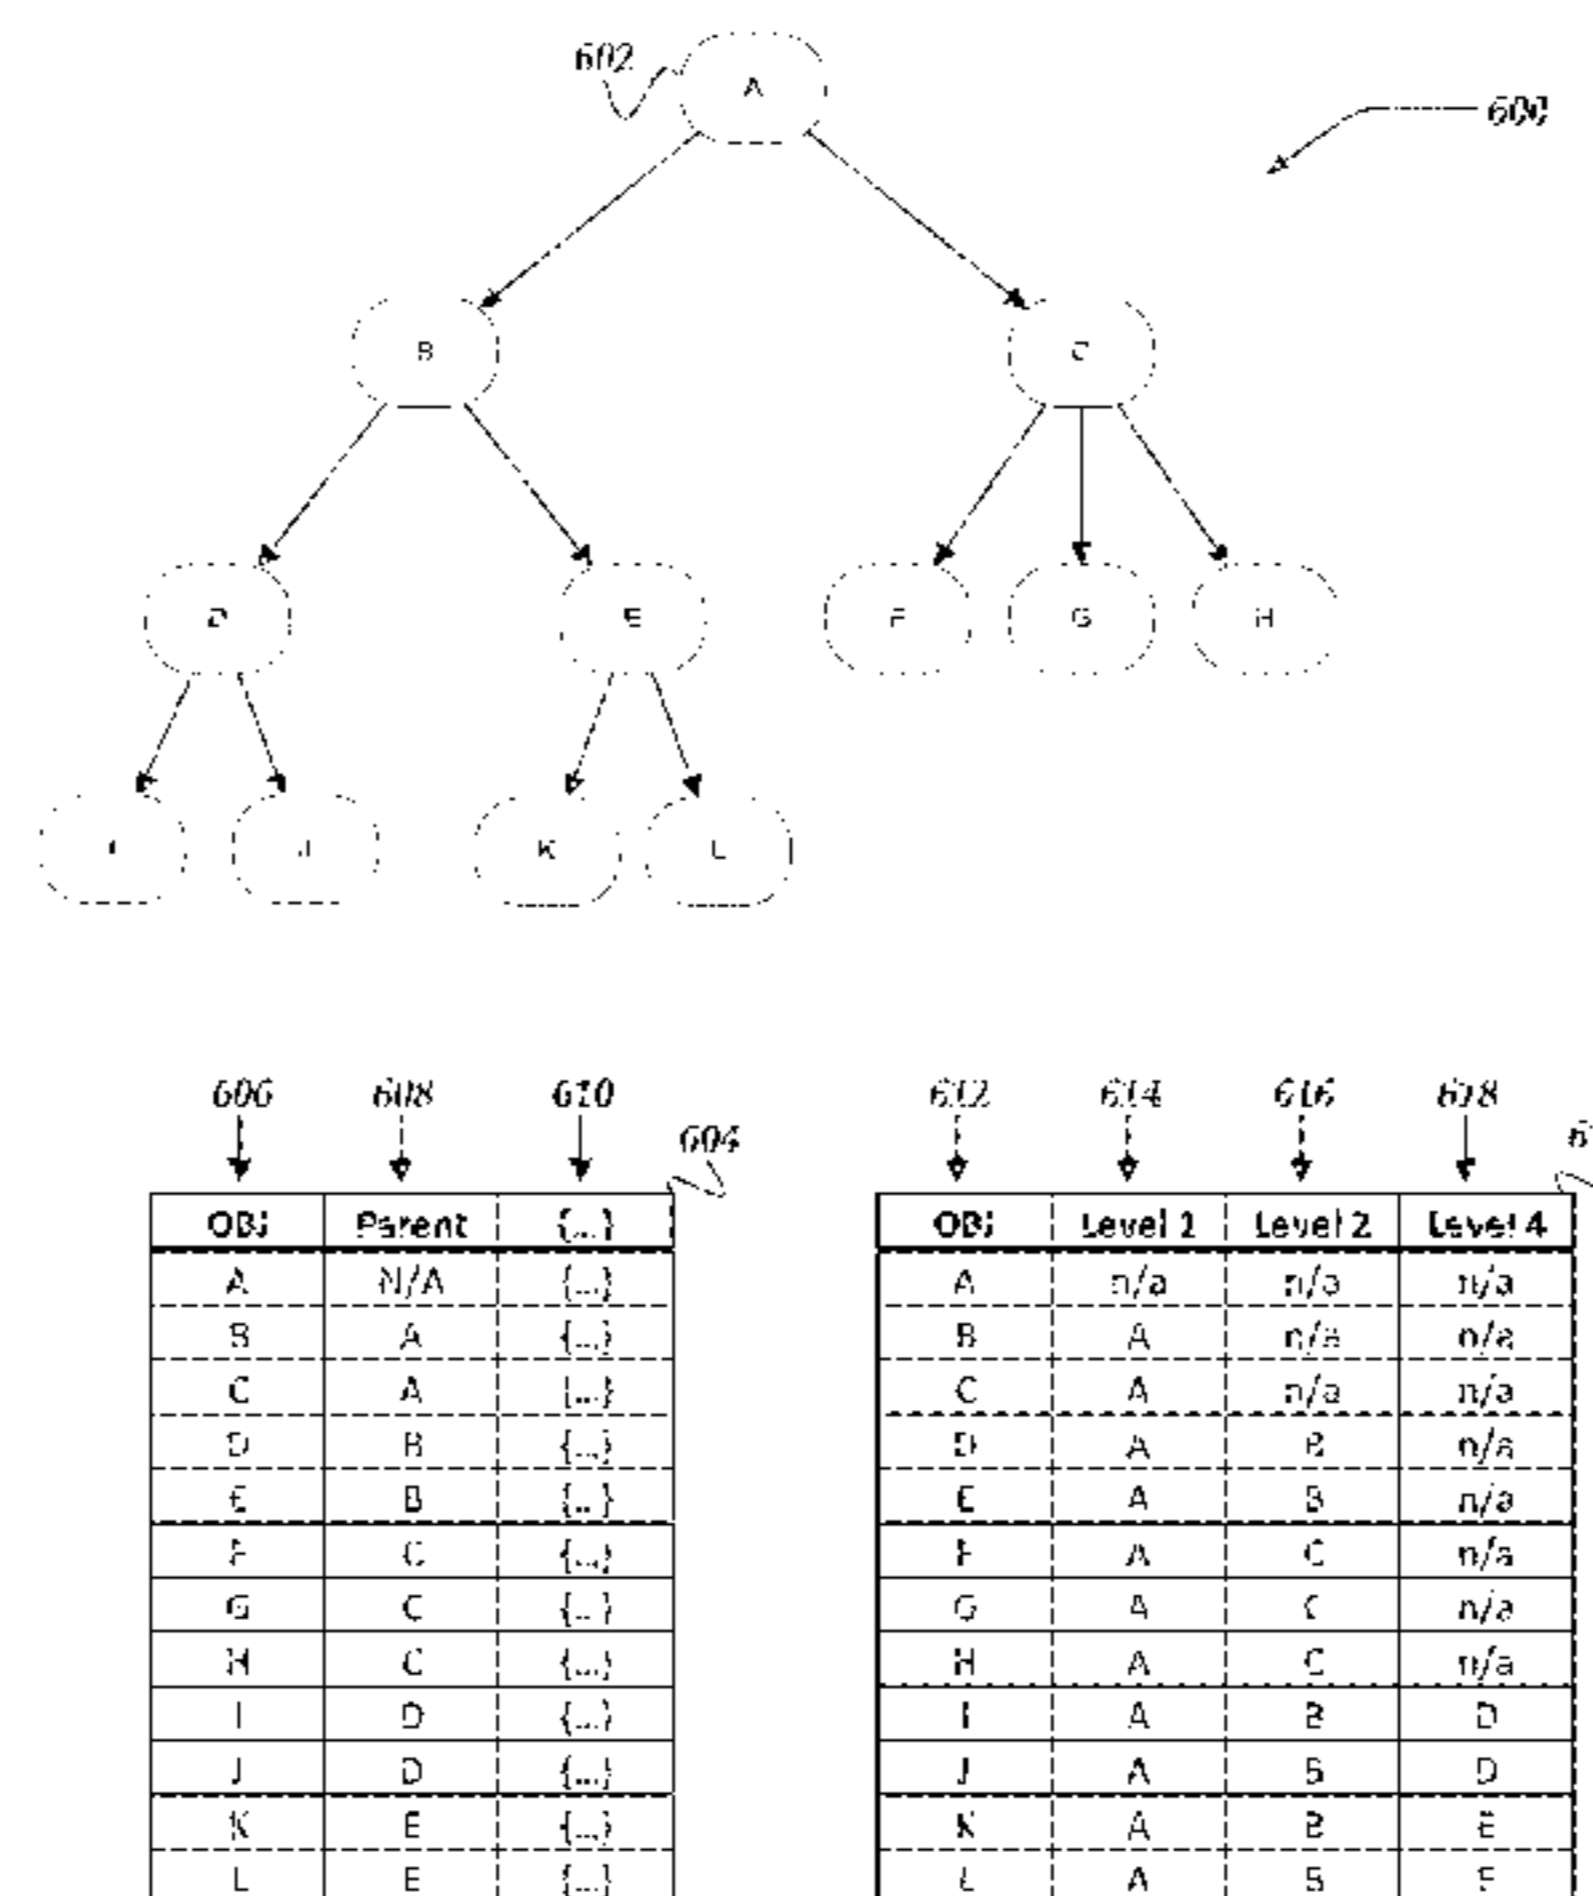 602
A
600
B C
D E F G H
I J K L
606 608 610 612 614 616 618
604
OBJ Parent {...} OBJ Level 1 Level 2 Level 4
A N/A {...} A n/a n/a n/a
B A {...} B A n/a n/a
C A {...} C A n/a n/a
D B {...} D A B n/a
E B {...} E A B n/a
F C {...} F A C n/a
G C {...} G A C n/a
H C {...} H A C n/a
I D {...} I A B D
J D {...} J A B D
K E {...} K A B E
L E {...} L A B E